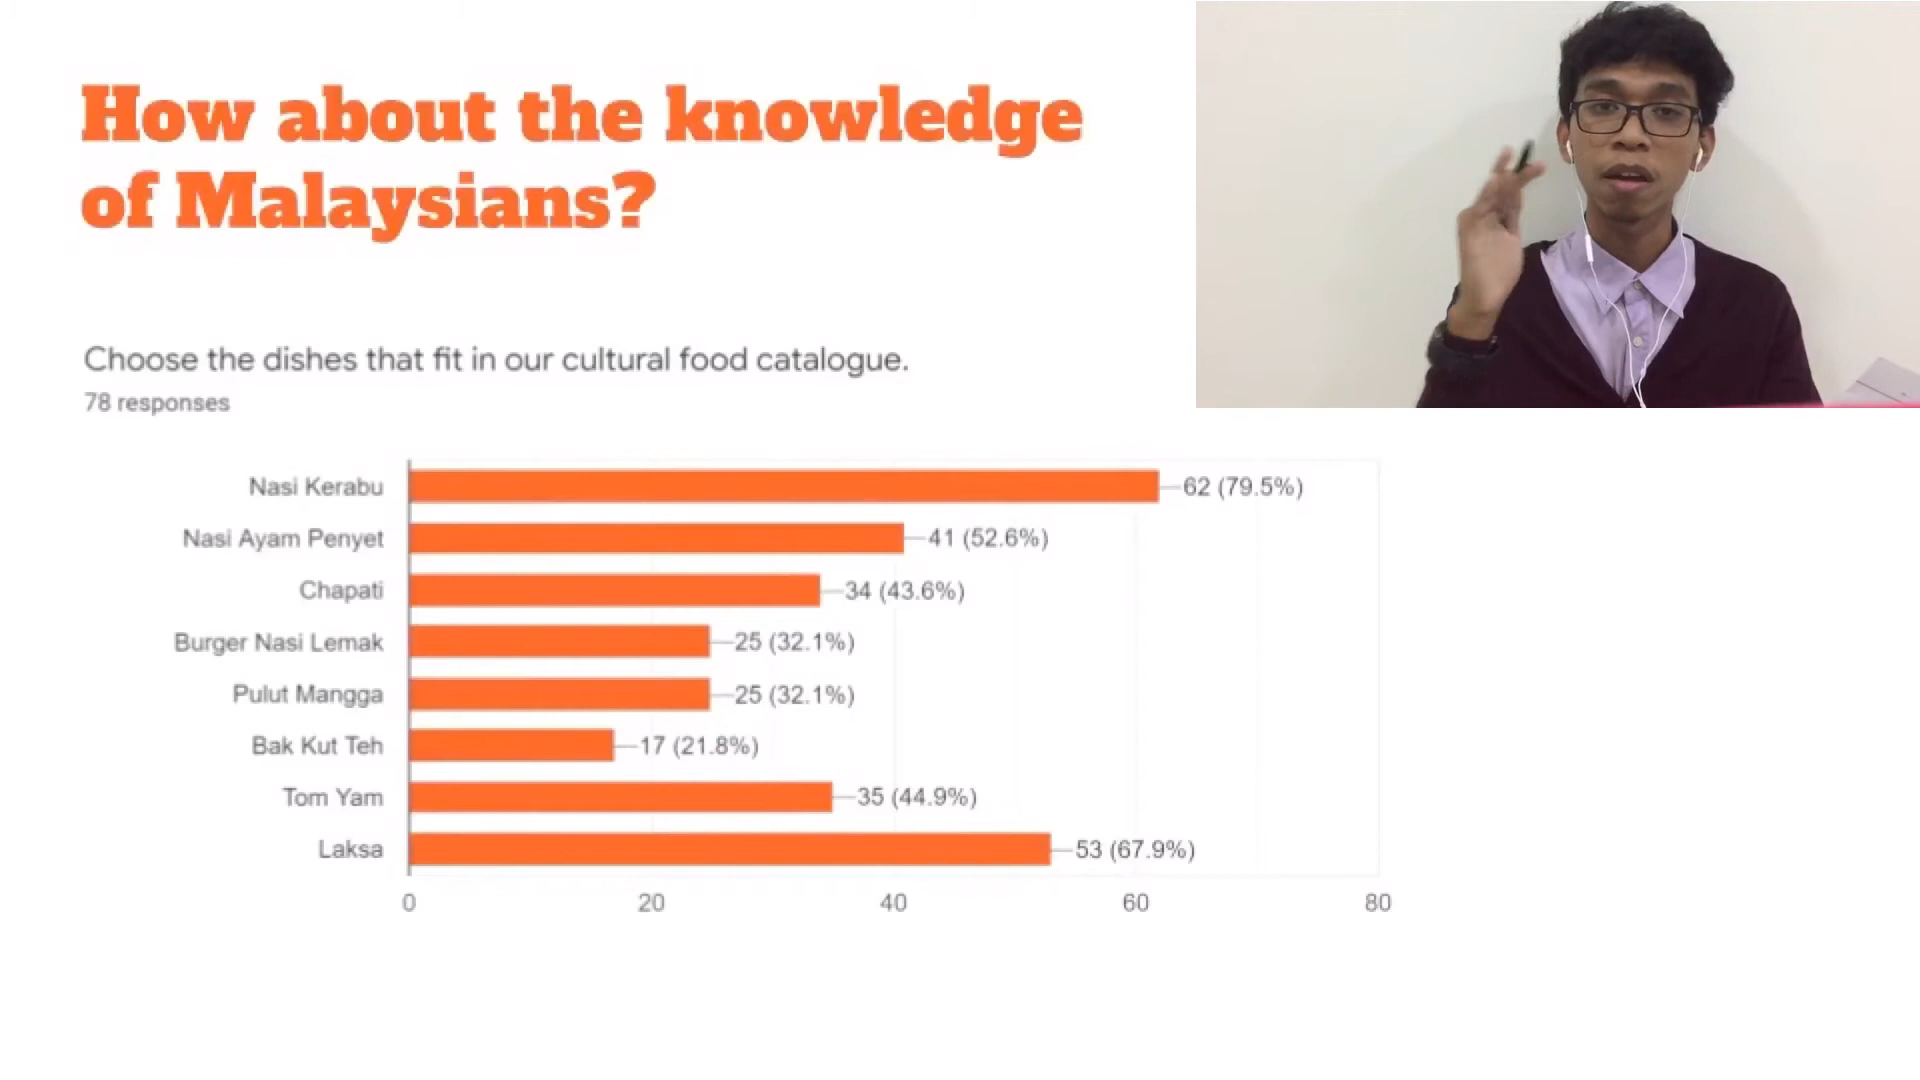 How about the knowledge
of Malaysians?
Choose the dishes that fit in our cultural food catalogue.
78 responses
Nasi Kerabu 62 (79.5%)
Nasi Ayam Penyet 41 (52.6%)
Chapati 34 (43.6%)
Burger Nasi Lemak 25 (32.1%)
Pulut Mangga 25 (32.1%)
Bak Kut Teh 17 (21.8%)
Tom Yam 35 (44.9%)
Laksa 53 (67.9%)
0 20 40 60 80